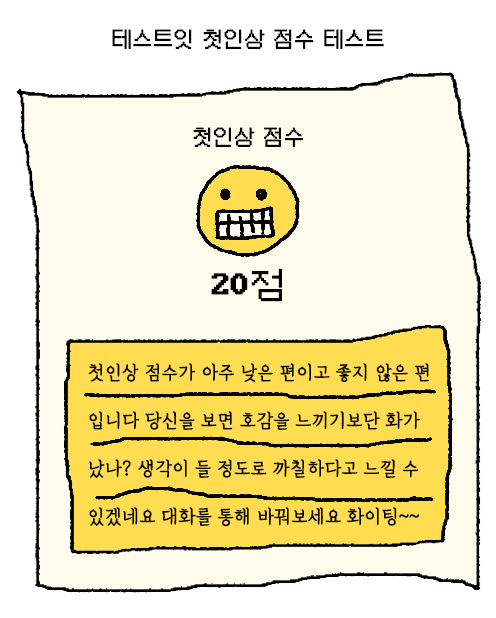 테스트잇 첫인상 점수 테스트
첫인상 점수
20점
첫인상 점수가 아주 낮은 편이고 좋지 않은 편
입니다 당신을 보면 호감을 느끼기보단 화가
났나? 생각이 들 정도로 까칠하다고 느낄 수
있겠네요 대화를 통해 바꿔보세요 화이팅~~